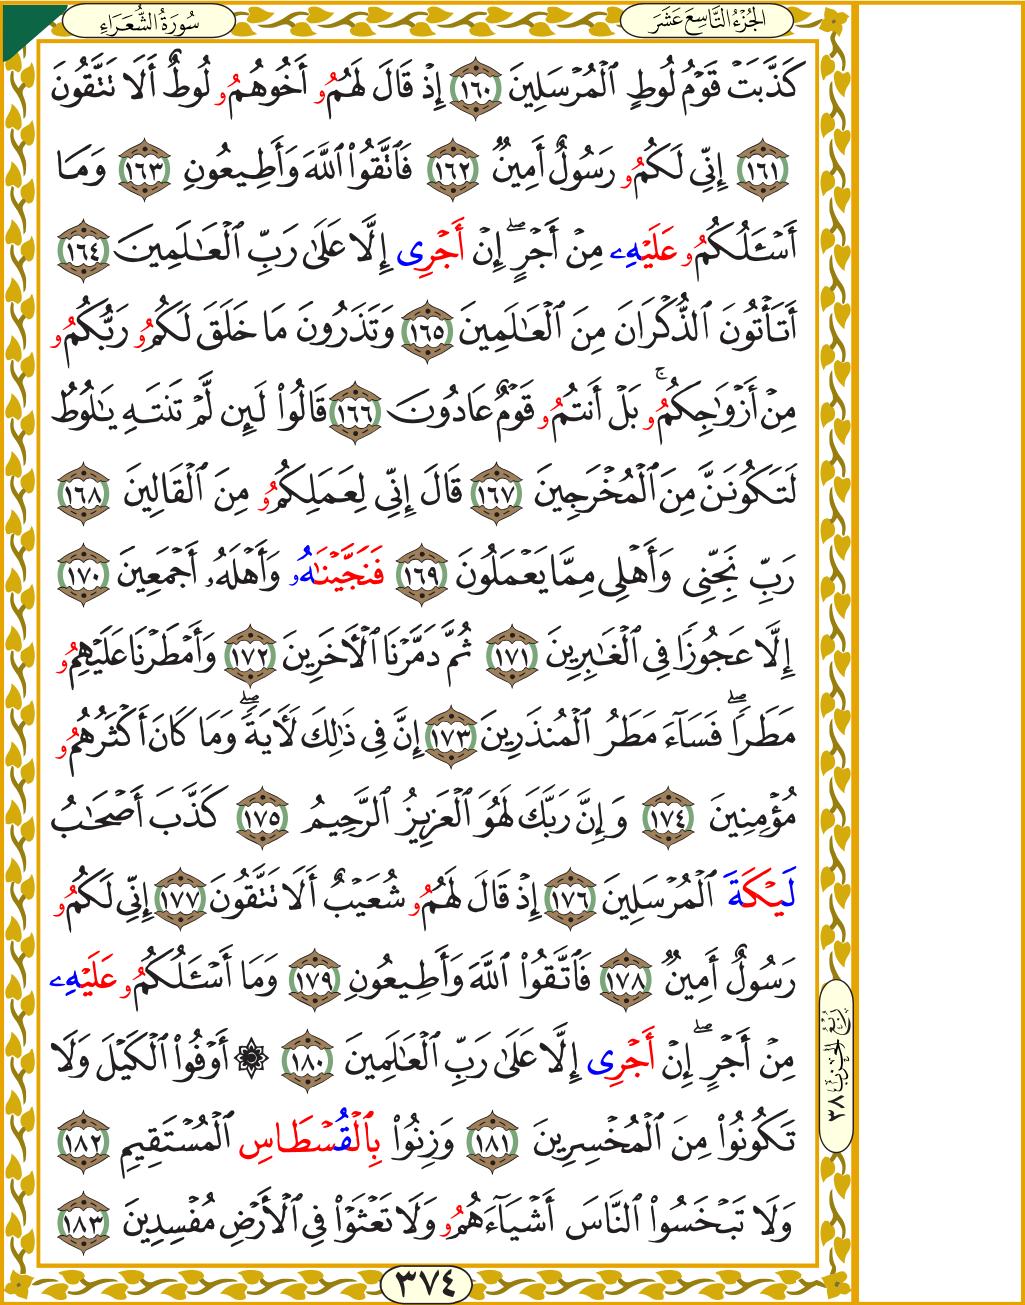 سُورَةُ الشُّعَرَاءِ
الجُزْءُ التَّاسِعَ عَشَرَ
كَذَّبَتْ قَوْمُ لُوطٍ ٱلْمُرْسَلِينَ ١٦٠ إِذْ قَالَ لَهُمُۥ أَخُوهُمُۥ لُوطٌ أَلَا تَتَّقُونَ
١٦١ إِنِّي لَكُمُۥ رَسُولٌ أَمِينٌ ١٦٢ فَٱتَّقُوا۟ ٱللَّهَ وَأَطِيعُونِ ١٦٣ وَمَا
أَسْـَٔلُكُمُۥ عَلَيْهِۦ مِنْ أَجْرٍ ۖ إِنْ أَجْرِى إِلَّا عَلَىٰ رَبِّ ٱلْعَـٰلَمِينَ ١٦٤
أَتَأْتُونَ ٱلذُّكْرَانَ مِنَ ٱلْعَـٰلَمِينَ ١٦٥ وَتَذَرُونَ مَا خَلَقَ لَكُمُۥ رَبُّكُمُۥ
مِنْ أَزْوَٰجِكُمُۥ ۚ بَلْ أَنتُمُۥ قَوْمٌ عَادُونَ ١٦٦ قَالُوا۟ لَئِن لَّمْ تَنتَهِ يَـٰلُوطُ
لَتَكُونَنَّ مِنَ ٱلْمُخْرَجِينَ ١٦٧ قَالَ إِنِّي لِعَمَلِكُمُۥ مِنَ ٱلْقَالِينَ ١٦٨
رَبِّ نَجِّنِي وَأَهْلِي مِمَّا يَعْمَلُونَ ١٦٩ فَنَجَّيْنَـٰهُۥ وَأَهْلَهُۥ أَجْمَعِينَ ١٧٠
إِلَّا عَجُوزًا فِي ٱلْغَـٰبِرِينَ ١٧١ ثُمَّ دَمَّرْنَا ٱلْأَخَرِينَ ١٧٢ وَأَمْطَرْنَا عَلَيْهِمُۥ
مَطَرًا ۖ فَسَآءَ مَطَرُ ٱلْمُنذَرِينَ ١٧٣ إِنَّ فِي ذَٰلِكَ لَأَيَةً ۖ وَمَا كَانَ أَكْثَرُهُمُۥ
مُؤْمِنِينَ ١٧٤ وَإِنَّ رَبَّكَ لَهُوَ ٱلْعَزِيزُ ٱلرَّحِيمُ ١٧٥ كَذَّبَ أَصْحَـٰبُ
لَيْكَةَ ٱلْمُرْسَلِينَ ١٧٦ إِذْ قَالَ لَهُمُۥ شُعَيْبٌ أَلَا تَتَّقُونَ ١٧٧ إِنِّي لَكُمُۥ
رَسُولٌ أَمِينٌ ١٧٨ فَٱتَّقُوا۟ ٱللَّهَ وَأَطِيعُونِ ١٧٩ وَمَا أَسْـَٔلُكُمُۥ عَلَيْهِۦ
مِنْ أَجْرٍ ۖ إِنْ أَجْرِى إِلَّا عَلَىٰ رَبِّ ٱلْعَـٰلَمِينَ ١٨٠ ۞ أَوْفُوا۟ ٱلْكَيْلَ وَلَا
تَكُونُوا۟ مِنَ ٱلْمُخْسِرِينَ ١٨١ وَزِنُوا۟ بِٱلْقُسْطَاسِ ٱلْمُسْتَقِيمِ ١٨٢
وَلَا تَبْخَسُوا۟ ٱلنَّاسَ أَشْيَآءَهُمُۥ وَلَا تَعْثَوْا۟ فِي ٱلْأَرْضِ مُفْسِدِينَ ١٨٣
رُبْعُ الحِزْبِ ٣٨
٣٧٤